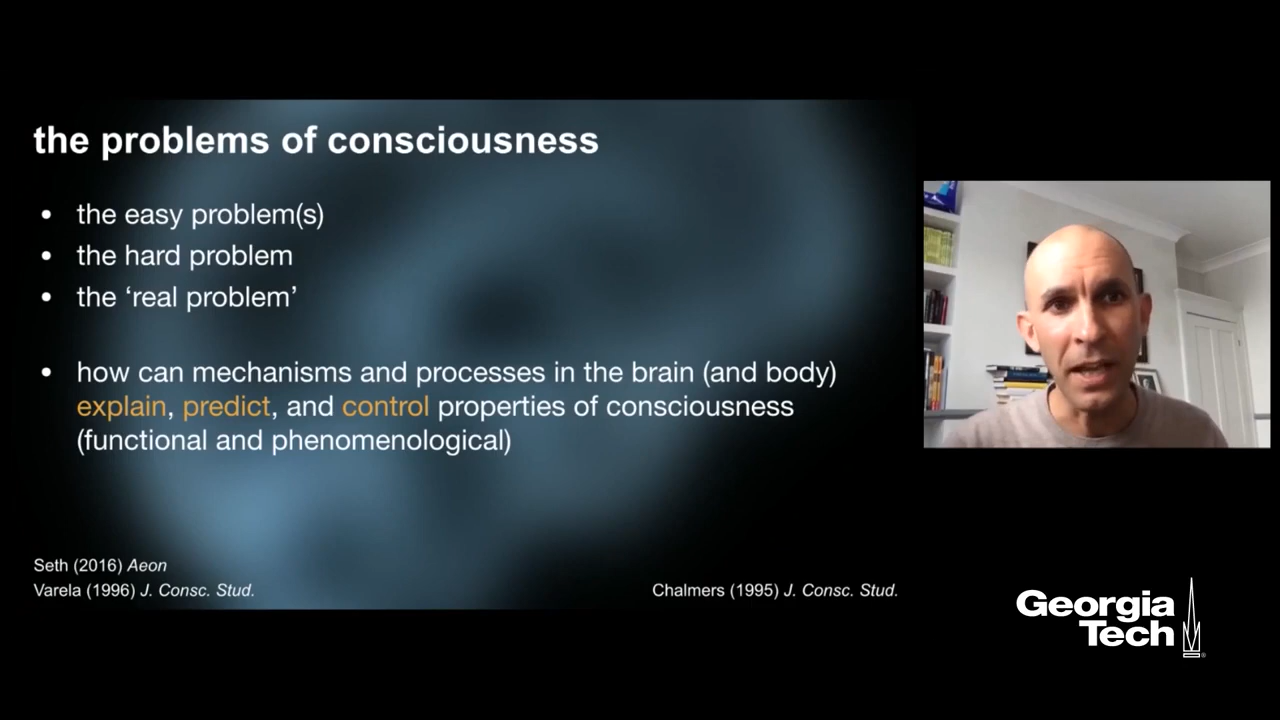 the problems of consciousness
• the easy problem(s)
• the hard problem
• the ‘real problem’
• how can mechanisms and processes in the brain (and body)
explain, predict, and control properties of consciousness
(functional and phenomenological)
Seth (2016) Aeon
Varela (1996) J. Consc. Stud.
Chalmers (1995) J. Consc. Stud.
Georgia
Tech